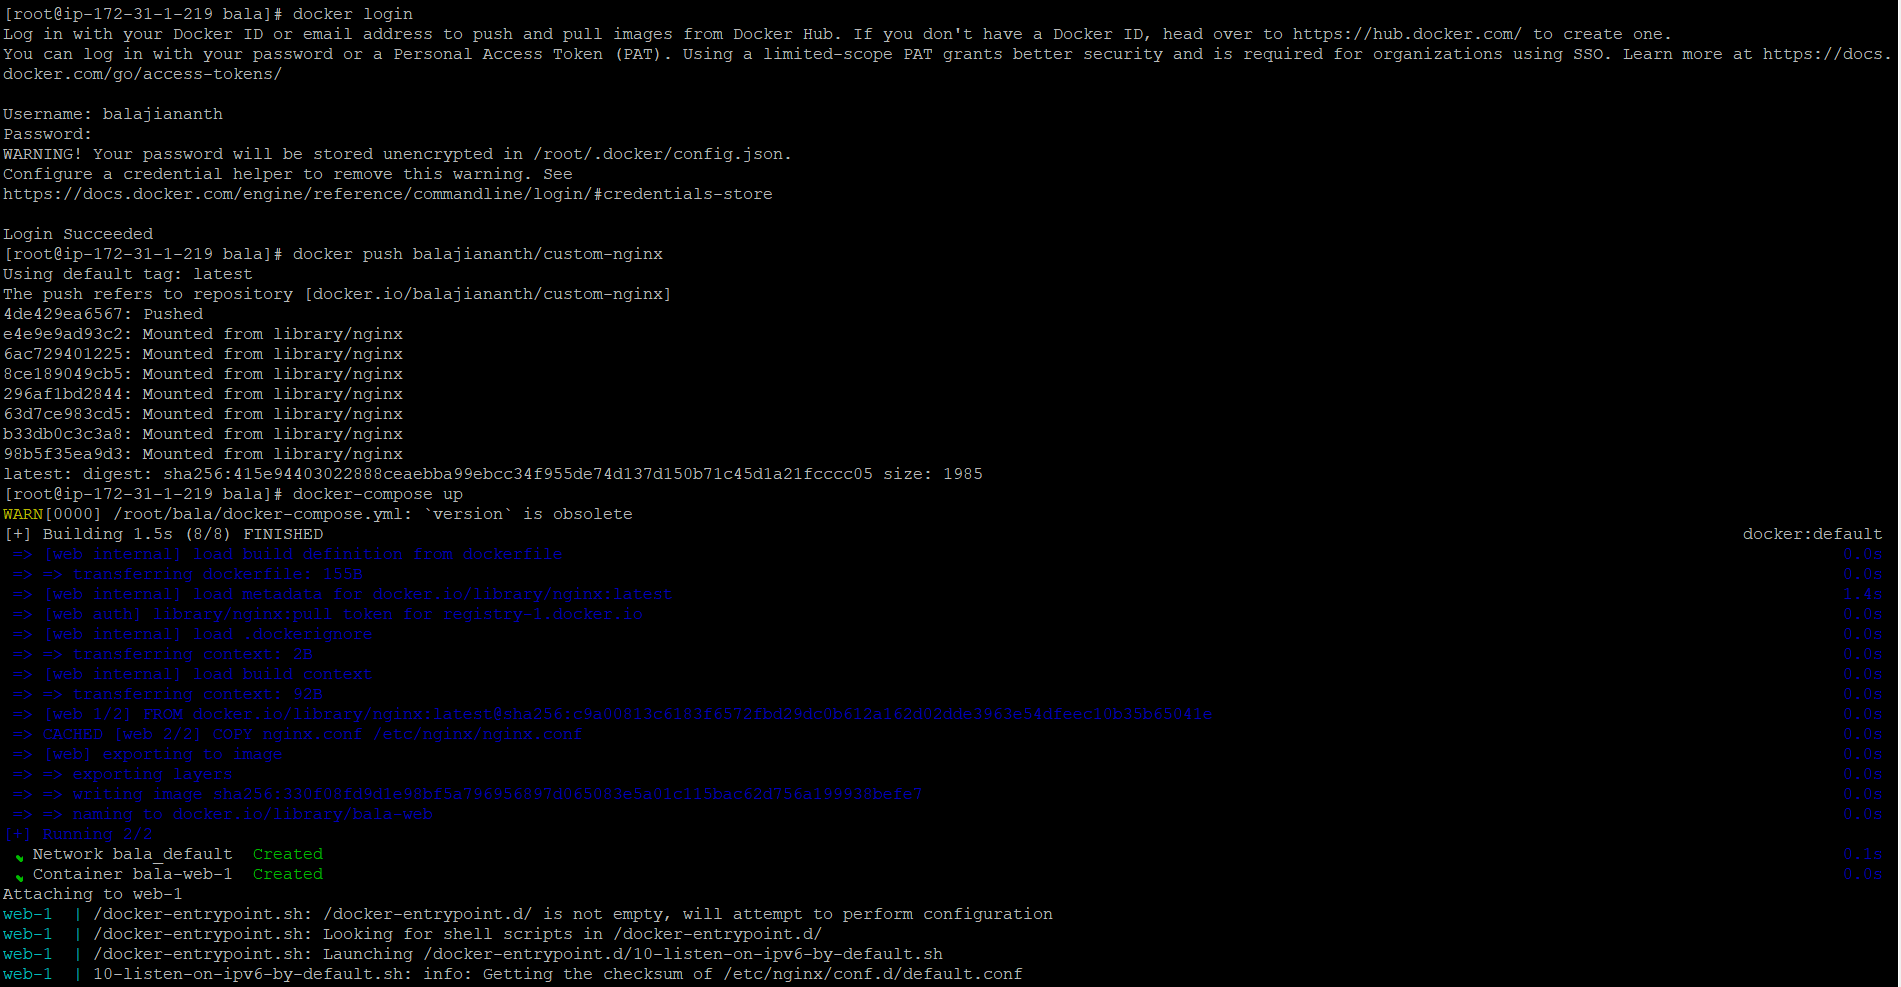 [root@ip-172-31-1-219 bala]# docker login
Log in with your Docker ID or email address to push and pull images from Docker Hub. If you don't have a Docker ID, head over to https://hub.docker.com/ to create one.
You can log in with your password or a Personal Access Token (PAT). Using a limited-scope PAT grants better security and is required for organizations using SSO. Learn more at https://docs.
docker.com/go/access-tokens/
Username: balajiananth
Password:
WARNING! Your password will be stored unencrypted in /root/.docker/config.json.
Configure a credential helper to remove this warning. See
https://docs.docker.com/engine/reference/commandline/login/#credentials-store
Login Succeeded
[root@ip-172-31-1-219 bala]# docker push balajiananth/custom-nginx
Using default tag: latest
The push refers to repository [docker.io/balajiananth/custom-nginx]
4de429ea6567: Pushed
e4e9e9ad93c2: Mounted from library/nginx
6ac729401225: Mounted from library/nginx
8ce189049cb5: Mounted from library/nginx
296af1bd2844: Mounted from library/nginx
63d7ce983cd5: Mounted from library/nginx
b33db0c3c3a8: Mounted from library/nginx
98b5f35ea9d3: Mounted from library/nginx
latest: digest: sha256:415e94403022888ceaebba99ebcc34f955de74d137d150b71c45d1a21fcccc05 size: 1985
[root@ip-172-31-1-219 bala]# docker-compose up
WARN[0000] /root/bala/docker-compose.yml: `version` is obsolete
[+] Building 1.5s (8/8) FINISHED docker:default
=> [web internal] load build definition from dockerfile 0.0s
=> => transferring dockerfile: 155B 0.0s
=> [web internal] load metadata for docker.io/library/nginx:latest 1.4s
=> [web auth] library/nginx:pull token for registry-1.docker.io 0.0s
=> [web internal] load .dockerignore 0.0s
=> => transferring context: 2B 0.0s
=> [web internal] load build context 0.0s
=> => transferring context: 92B 0.0s
=> [web 1/2] FROM docker.io/library/nginx:latest@sha256:c9a00813c6183f6572fbd29dc0b612a162d02dde3963e54dfeec10b35b65041e 0.0s
=> CACHED [web 2/2] COPY nginx.conf /etc/nginx/nginx.conf 0.0s
=> [web] exporting to image 0.0s
=> => exporting layers 0.0s
=> => writing image sha256:330f08fd9d1e98bf5a796956897d065083e5a01c115bac62d756a199938befe7 0.0s
=> => naming to docker.io/library/bala-web 0.0s
[+] Running 2/2
✔ Network bala_default Created 0.1s
✔ Container bala-web-1 Created 0.0s
Attaching to web-1
web-1 | /docker-entrypoint.sh: /docker-entrypoint.d/ is not empty, will attempt to perform configuration
web-1 | /docker-entrypoint.sh: Looking for shell scripts in /docker-entrypoint.d/
web-1 | /docker-entrypoint.sh: Launching /docker-entrypoint.d/10-listen-on-ipv6-by-default.sh
web-1 | 10-listen-on-ipv6-by-default.sh: info: Getting the checksum of /etc/nginx/conf.d/default.conf